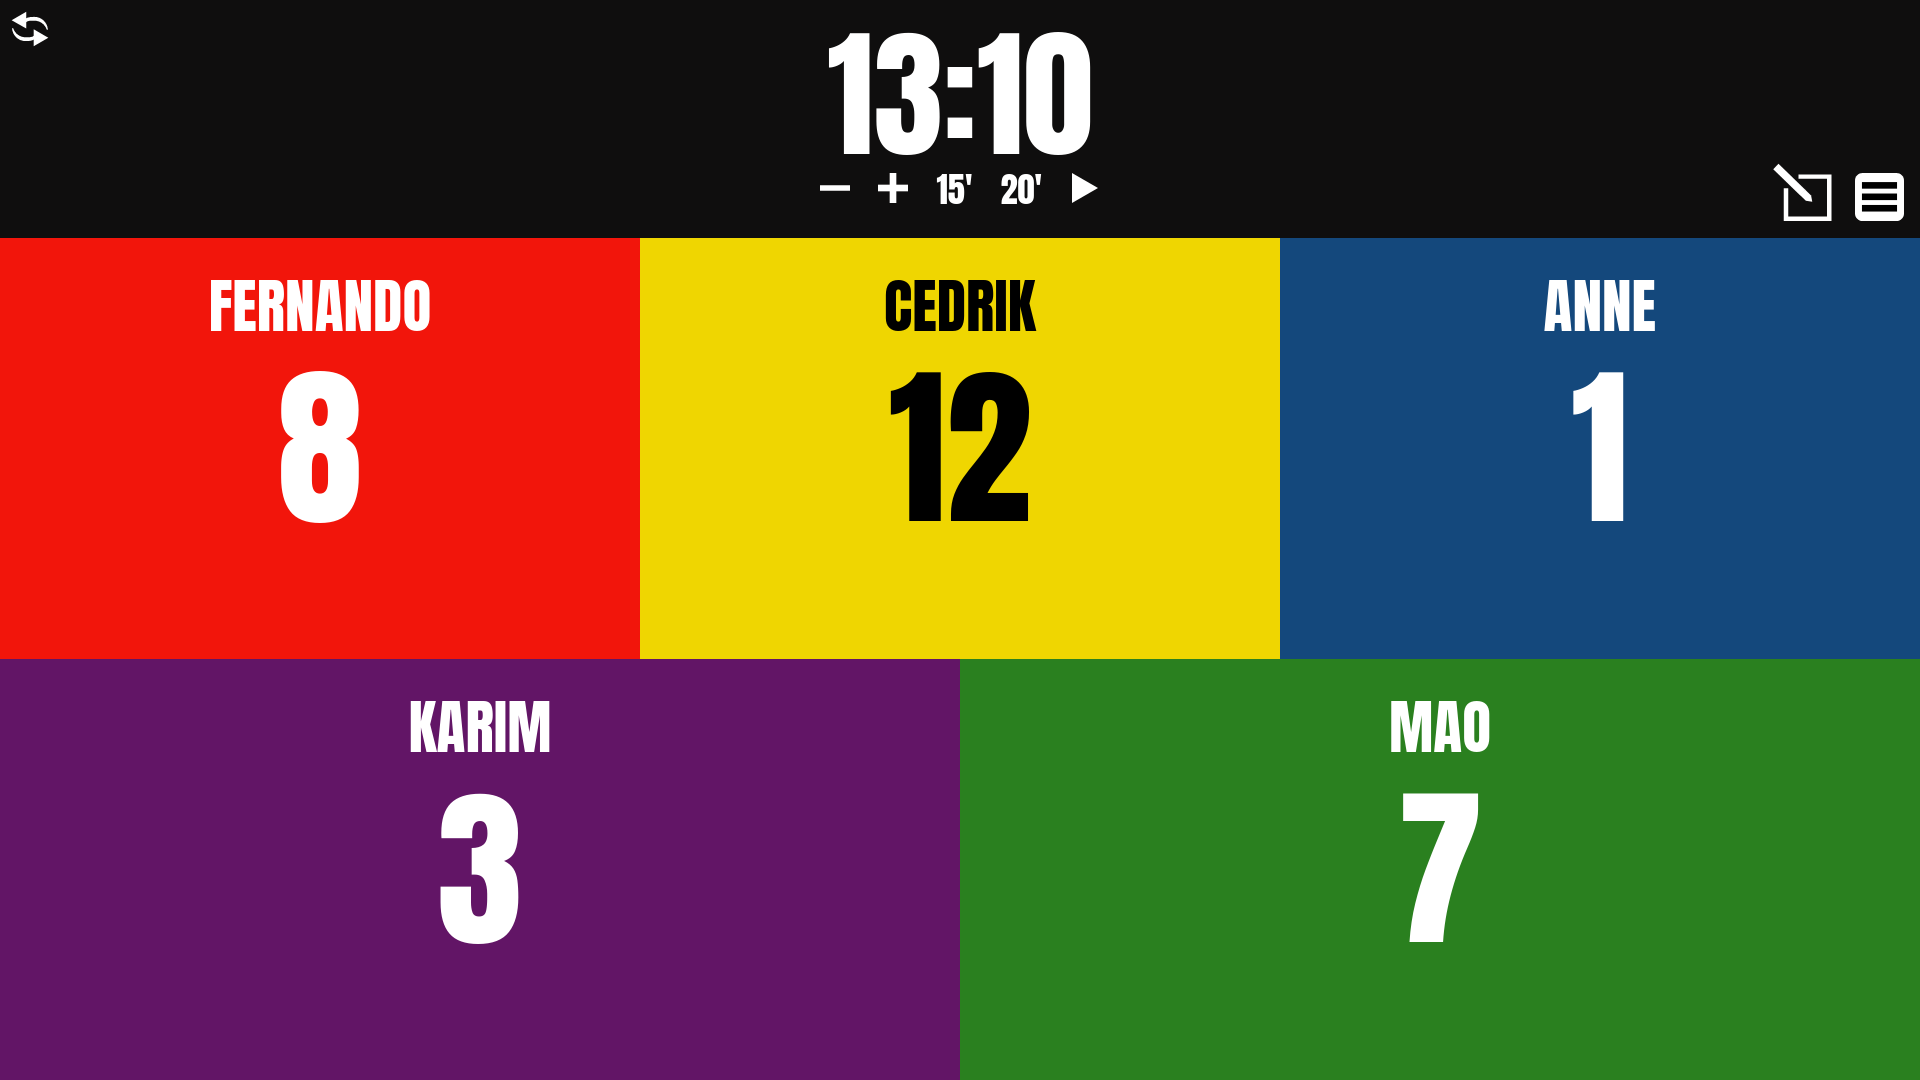 13:10
15' 20'
FERNANDO
8
CEDRIK
12
ANNE
1
KARIM
3
MAO
7